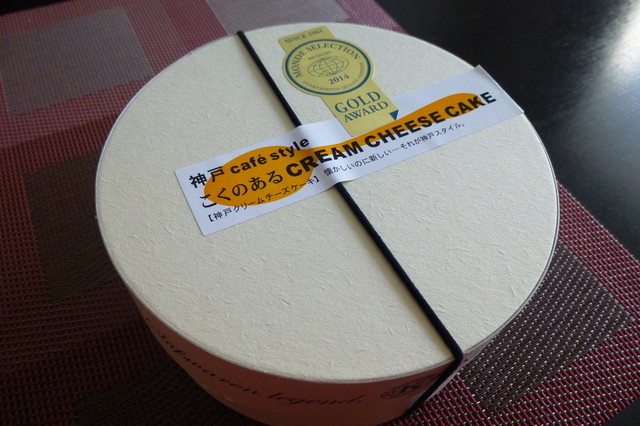 SINCE 1961
MONDE SELECTION
2014
GOLD
AWARD
神戸 café style
こくのある CREAM CHEESE CAKE
【神戸クリームチーズケーキ】 懐かしいのに新しい―それが神戸スタイル。
legend.